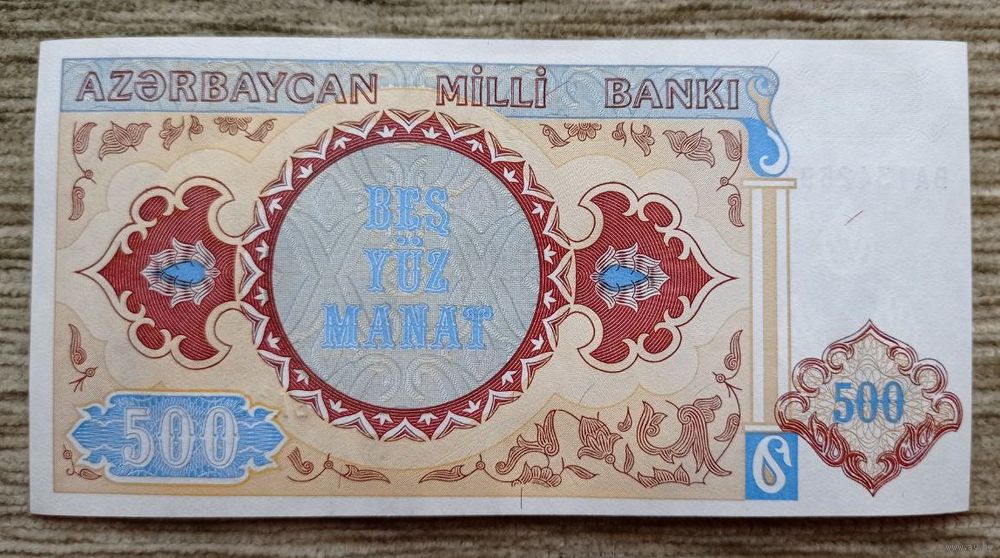 AZƏRBAYCAN MİLLİ BANKI
BEŞ
YÜZ
MANAT
500
500